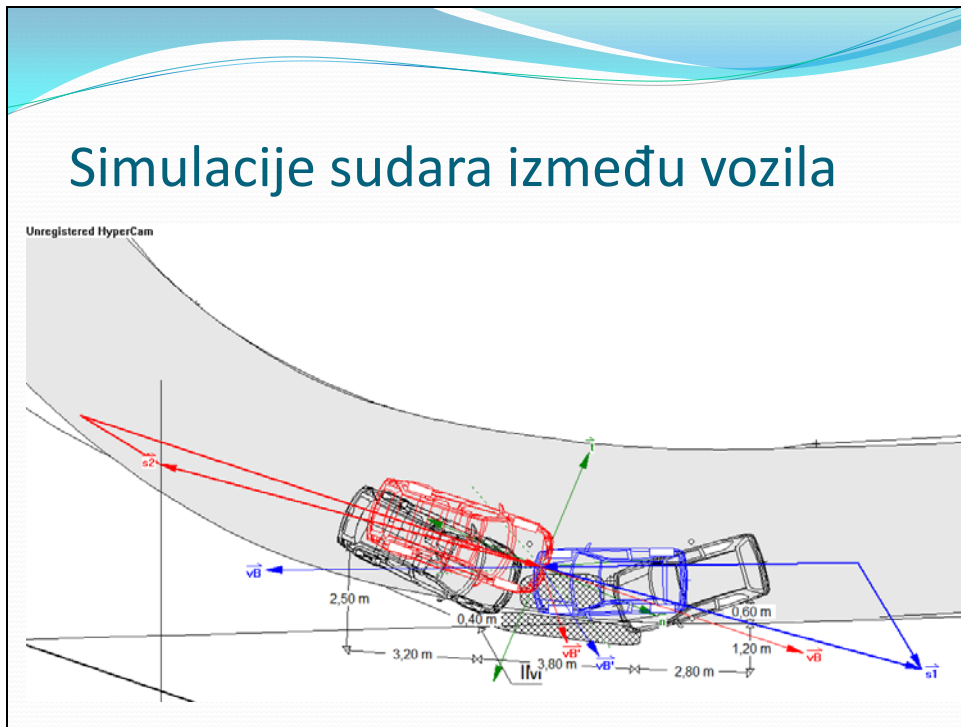 Simulacije sudara između vozila
Unregistered HyperCam
t
s2
vB
n
2,50 m
0,40 m
0,60 m
1,20 m
vB'
vB'
vB
s1
3,20 m
3,80 m
2,80 m